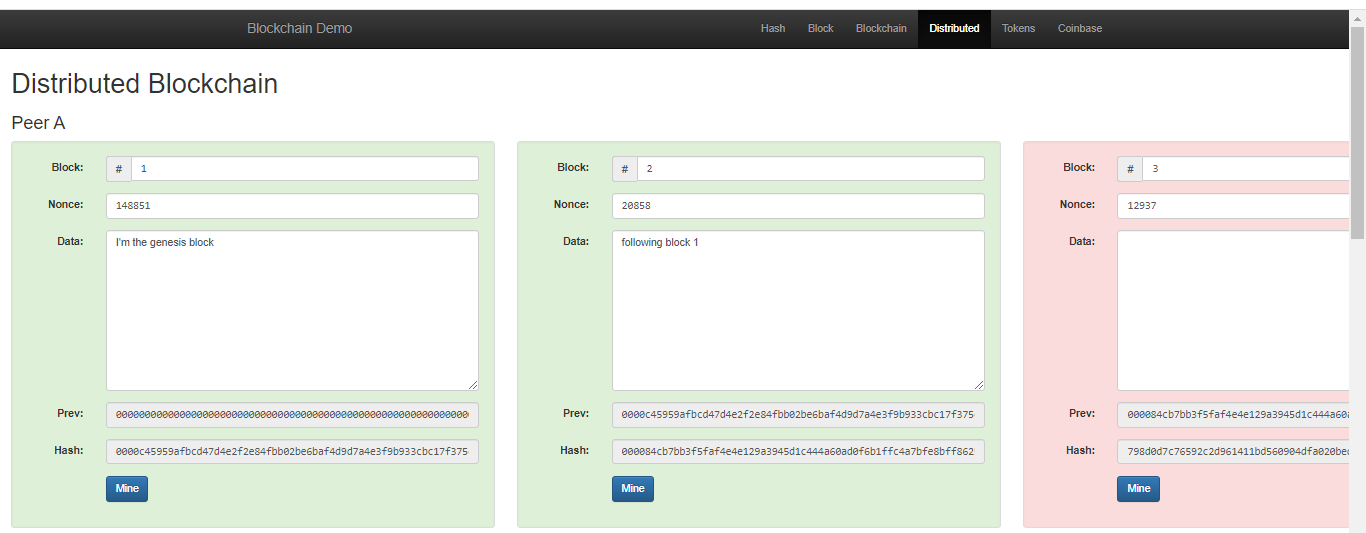 Blockchain Demo Hash Block Blockchain Distributed Tokens Coinbase
Distributed Blockchain
Peer A
Block: # 1
Nonce: 148851
Data: I'm the genesis block
Prev: 000000000000000000000000000000000000000000000000000000000000
Hash: 0000c45959afbcd47d4e2f2e84fbb02be6baf4d9d7a4e3f9b933cbc17f375
Mine
Block: # 2
Nonce: 20858
Data: following block 1
Prev: 0000c45959afbcd47d4e2f2e84fbb02be6baf4d9d7a4e3f9b933cbc17f375
Hash: 000084cb7bb3f5faf4e4e129a3945d1c444a60ad0f6b1ffc4a7bfe8bff862
Mine
Block: # 3
Nonce: 12937
Data:
Prev: 000084cb7bb3f5faf4e4e129a3945d1c444a60a
Hash: 798d0d7c76592c2d961411bd560904dfa020bec
Mine